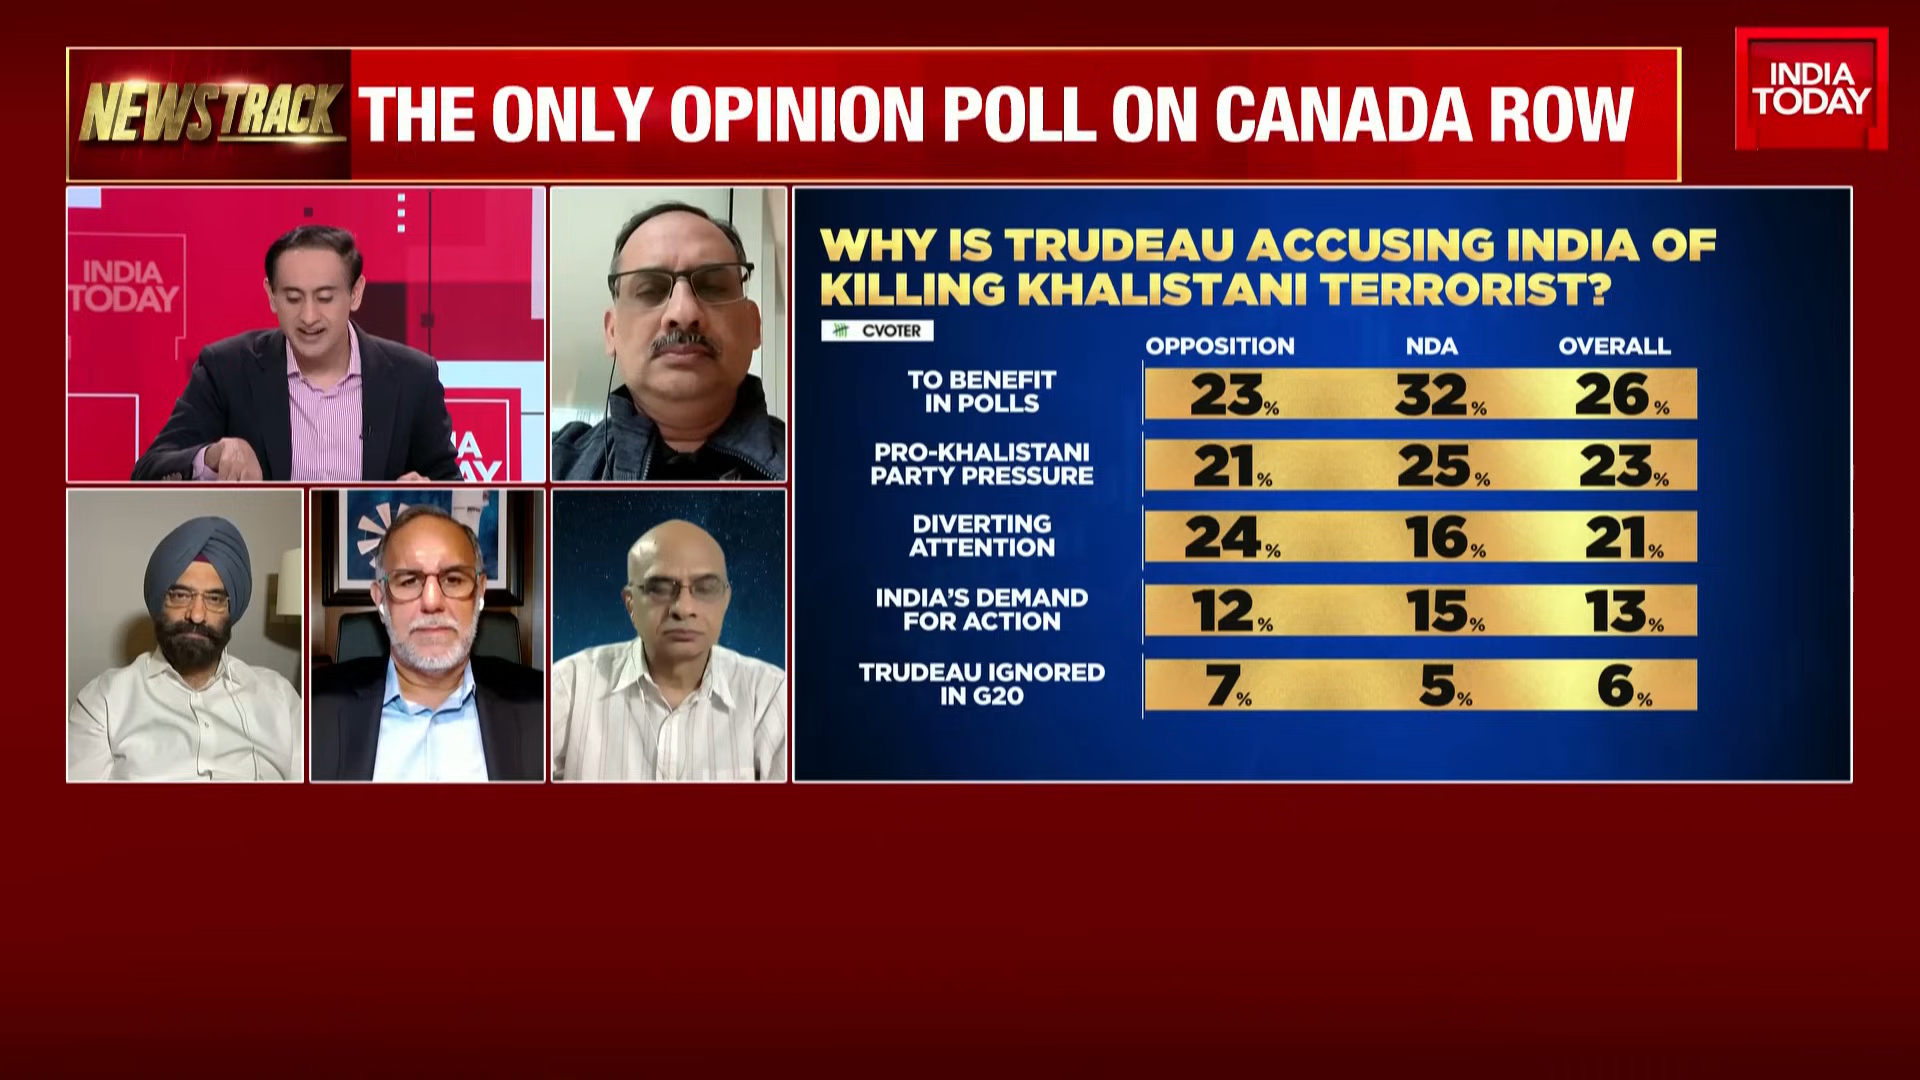 NEWSTRACK
THE ONLY OPINION POLL ON CANADA ROW
INDIA
TODAY
INDIA
TODAY
WHY IS TRUDEAU ACCUSING INDIA OF
KILLING KHALISTANI TERRORIST?
CVOTER
OPPOSITION NDA OVERALL
TO BENEFIT
IN POLLS
23% 32% 26%
PRO-KHALISTANI
PARTY PRESSURE
21% 25% 23%
DIVERTING
ATTENTION
24% 16% 21%
INDIA'S DEMAND
FOR ACTION
12% 15% 13%
TRUDEAU IGNORED
IN G20
7% 5% 6%